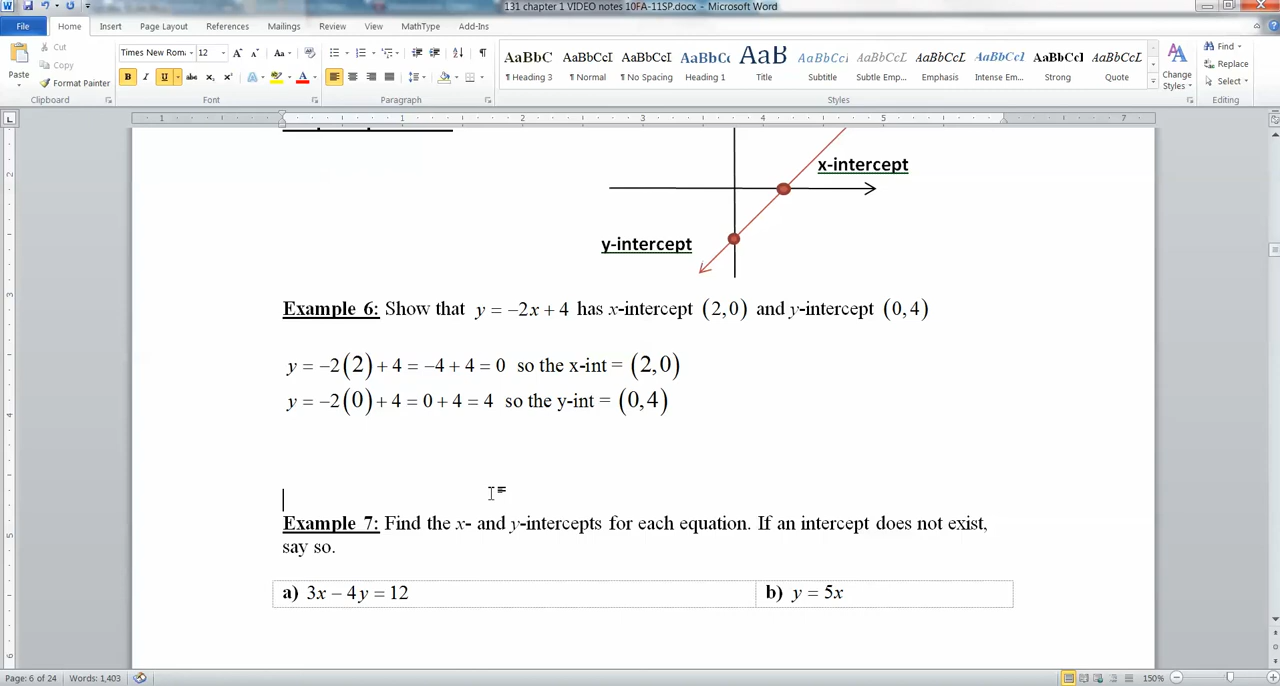 131 chapter 1 VIDEO notes 10FA-11SP.docx - Microsoft Word
File Home Insert Page Layout References Mailings Review View MathType Add-Ins
Paste
Cut
Copy
Format Painter
Times New Rom 12
AaBbC AaBbCcI AaBbCcI AaBbCc AaB AaBbCcI AaBbCcL AaBbCcL AaBbCcI AaBbCcI AaBbCcL
¶ Heading 3 ¶ Normal ¶ No Spacing Heading 1 Title Subtitle Subtle Emp... Emphasis Intense Em... Strong Quote
Change Styles
Find
Replace
Select
Clipboard Font Paragraph Styles Editing
1 1 2 3 4 5 7
x-intercept
y-intercept
Example 6: Show that y = −2x + 4 has x-intercept (2,0) and y-intercept (0,4)
y = −2(2) + 4 = −4 + 4 = 0 so the x-int = (2,0)
y = −2(0) + 4 = 0 + 4 = 4 so the y-int = (0,4)
Example 7: Find the x- and y-intercepts for each equation. If an intercept does not exist,
say so.
a) 3x − 4y = 12 b) y = 5x
Page: 6 of 24 Words: 1,403 150%